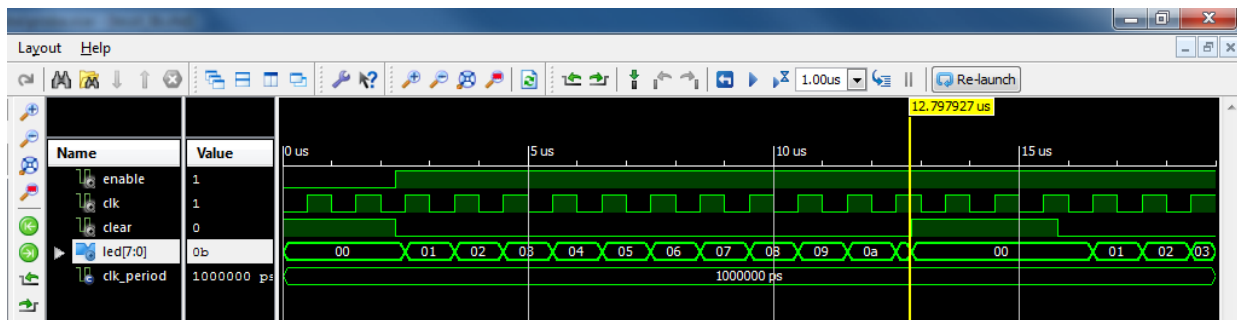 Layout Help
1.00us Re-launch
12.797927 us
Name Value 0 us 5 us 10 us 15 us
enable 1
clk 1
clear 0
led[7:0] 0b 00 01 02 03 04 05 06 07 08 09 0a 00 01 02 03
clk_period 1000000 ps 1000000 ps